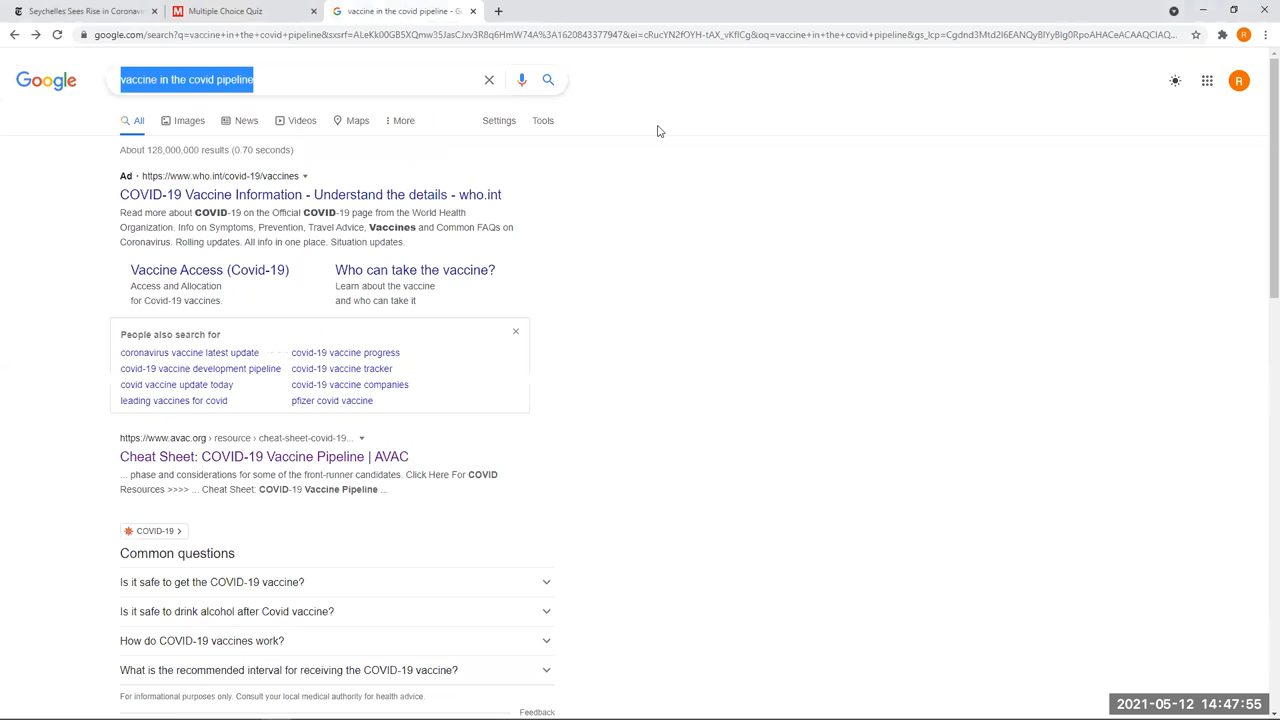 Seychelles Sees Rise in Coronavi
Multiple Choice Quiz
vaccine in the covid pipeline - G
google.com/search?q=vaccine+in+the+covid+pipeline&sxsrf=
R
Google
vaccine in the covid pipeline
R
All
Images
News
Videos
Maps
More
Settings
Tools
About 128,000,000 results (0.70 seconds)
Ad · https://www.who.int/covid-19/vaccines
COVID-19 Vaccine Information - Understand the details - who.int
Read more about COVID-19 on the Official COVID-19 page from the World Health
Organization. Info on Symptoms, Prevention, Travel Advice, Vaccines and Common FAQs on
Coronavirus. Rolling updates. All info in one place. Situation updates.
Vaccine Access (Covid-19)
Who can take the vaccine?
Access and Allocation
Learn about the vaccine
for Covid-19 vaccines.
and who can take it
People also search for
coronavirus vaccine latest update
covid-19 vaccine progress
covid-19 vaccine development pipeline
covid-19 vaccine tracker
covid vaccine update today
covid-19 vaccine companies
leading vaccines for covid
pfizer covid vaccine
https://www.avac.org › resource › cheat-sheet-covid-19...
Cheat Sheet: COVID-19 Vaccine Pipeline | AVAC
... phase and considerations for some of the front-runner candidates. Click Here For COVID
Resources >>>> ... Cheat Sheet: COVID-19 Vaccine Pipeline ...
COVID-19
Common questions
Is it safe to get the COVID-19 vaccine?
Is it safe to drink alcohol after Covid vaccine?
How do COVID-19 vaccines work?
What is the recommended interval for receiving the COVID-19 vaccine?
For informational purposes only. Consult your local medical authority for health advice.
Feedback
2021-05-12 14:47:55